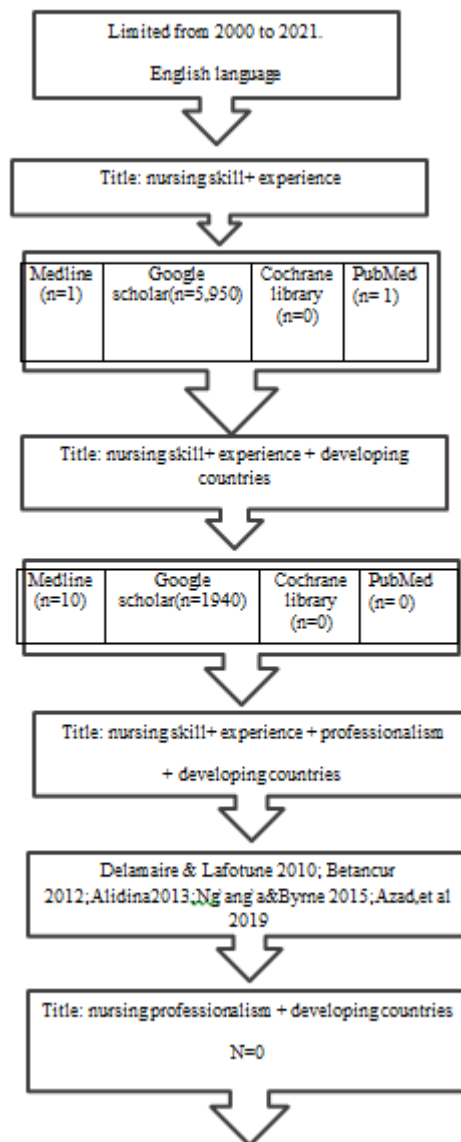 Limited from 2000 to 2021.
English language
Title: nursing skill+ experience
Medline
(n=1)
Google
scholar(n=5,950)
Cochrane
library
(n=0)
PubMed
(n= 1)
Title: nursing skill+ experience + developing
countries
Medline
(n=10)
Google
scholar(n=1940)
Cochrane
library
(n=0)
PubMed
(n= 0)
Title: nursing skill+ experience + professionalism
+ developing countries
Delamaire & Lafotune 2010; Betancur
2012;Alidina2013;Ng'ang'a&Byrne 2015;Azad,et al
2019
Title: nursing professionalism + developing countries
N=0